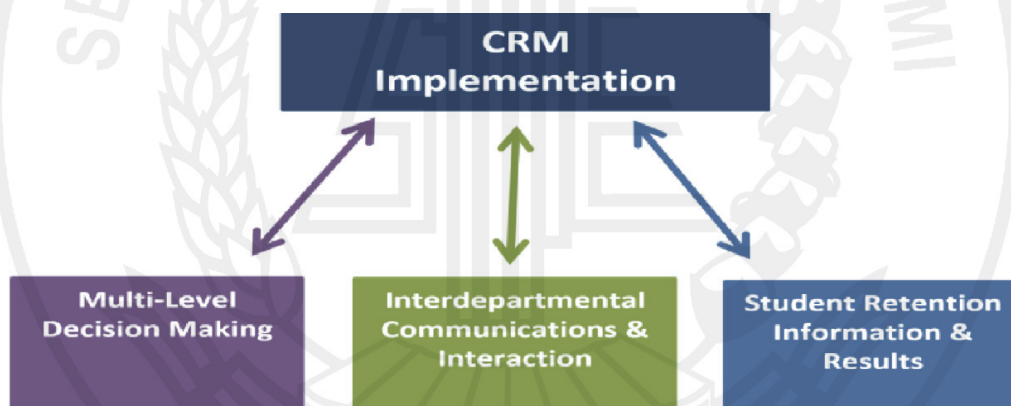 CRM
Implementation
Multi-Level
Decision Making
Interdepartmental
Communications &
Interaction
Student Retention
Information &
Results